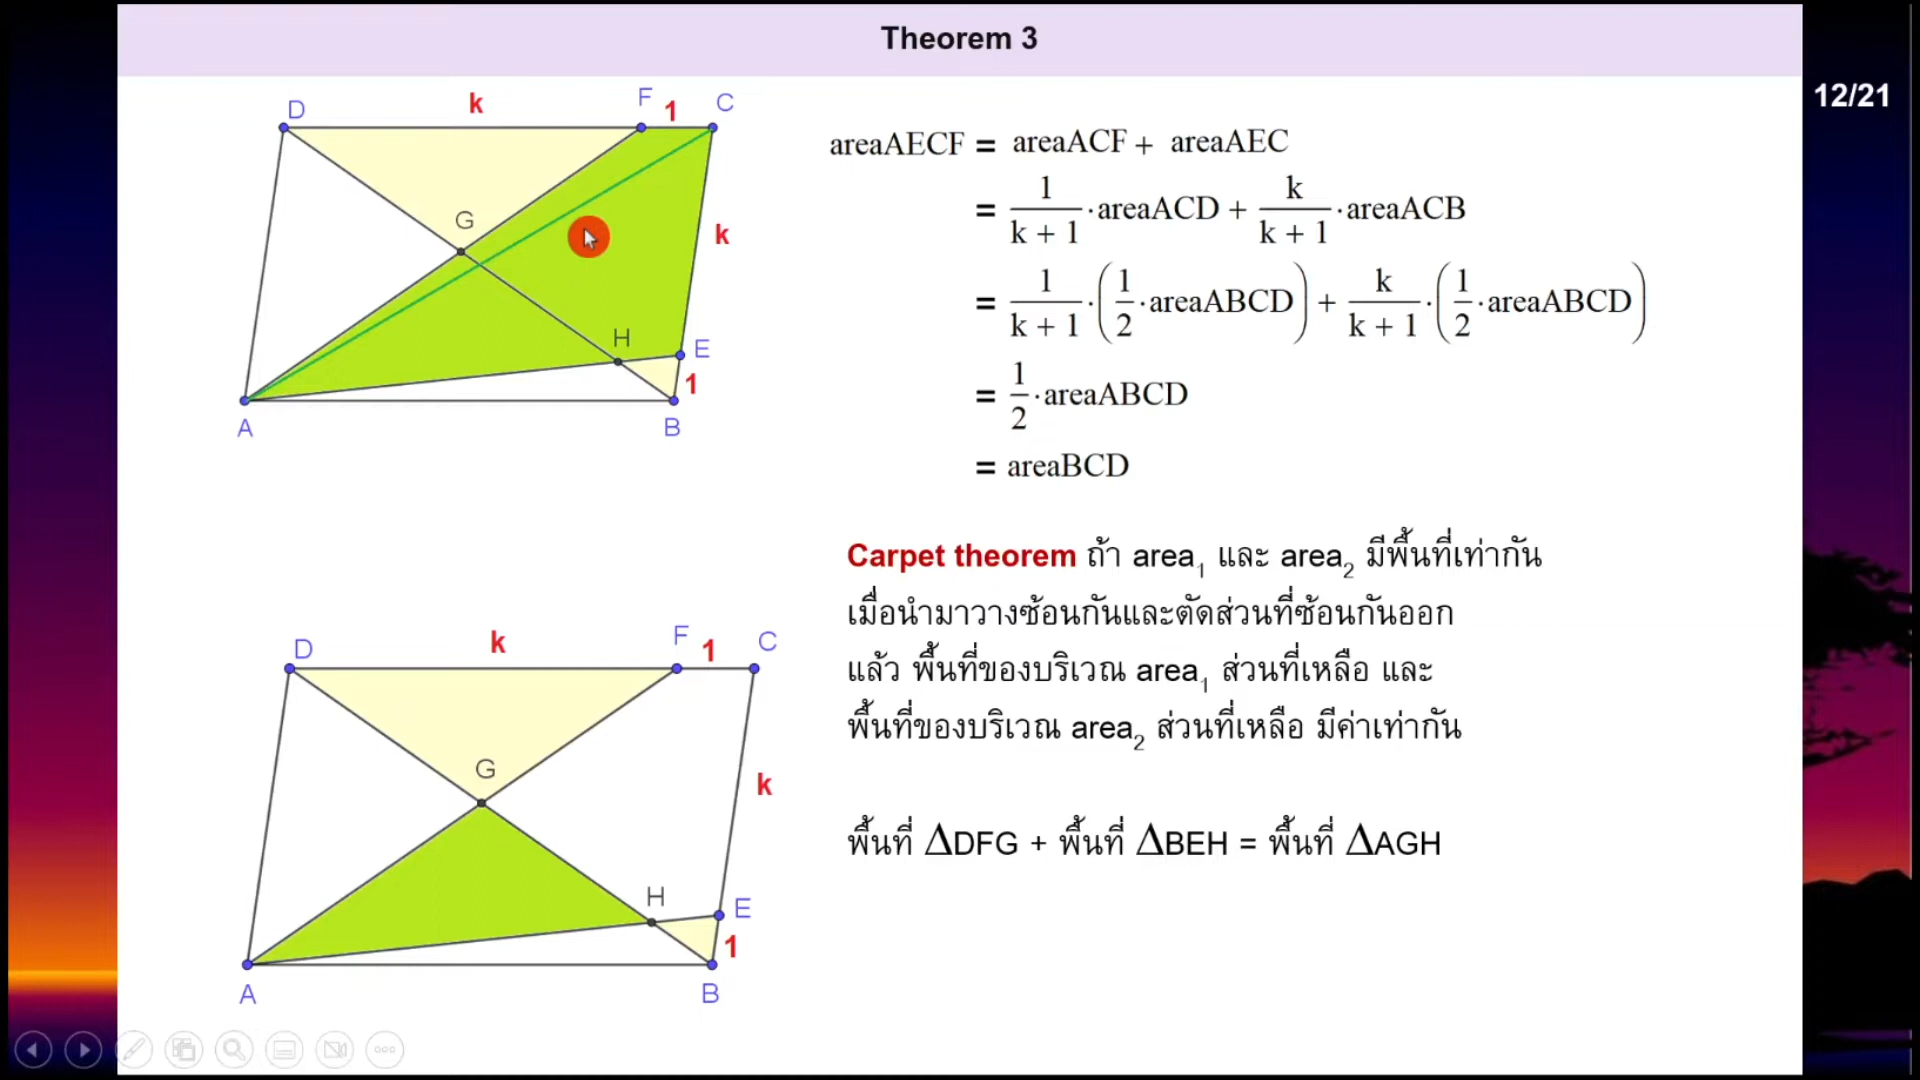 Theorem 3
12/21
D k F 1 C
G
k
H
E
1
A B
areaAECF = areaACF + areaAEC
= 1/(k + 1) · areaACD + k/(k + 1) · areaACB
= 1/(k + 1) · (1/2 · areaABCD) + k/(k + 1) · (1/2 · areaABCD)
= 1/2 · areaABCD
= areaBCD
Carpet theorem ถ้า area₁ และ area₂ มีพื้นที่เท่ากัน
เมื่อนำมาวางซ้อนกันและตัดส่วนที่ซ้อนกันออก
แล้ว พื้นที่ของบริเวณ area₁ ส่วนที่เหลือ และ
พื้นที่ของบริเวณ area₂ ส่วนที่เหลือ มีค่าเท่ากัน
พื้นที่ ΔDFG + พื้นที่ ΔBEH = พื้นที่ ΔAGH
D k F 1 C
G
k
H
E
1
A B